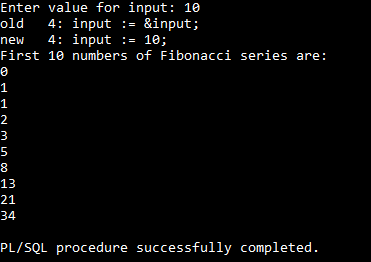 Enter value for input: 10
old   4: input := &input;
new   4: input := 10;
First 10 numbers of Fibonacci series are:
0
1
1
2
3
5
8
13
21
34
PL/SQL procedure successfully completed.